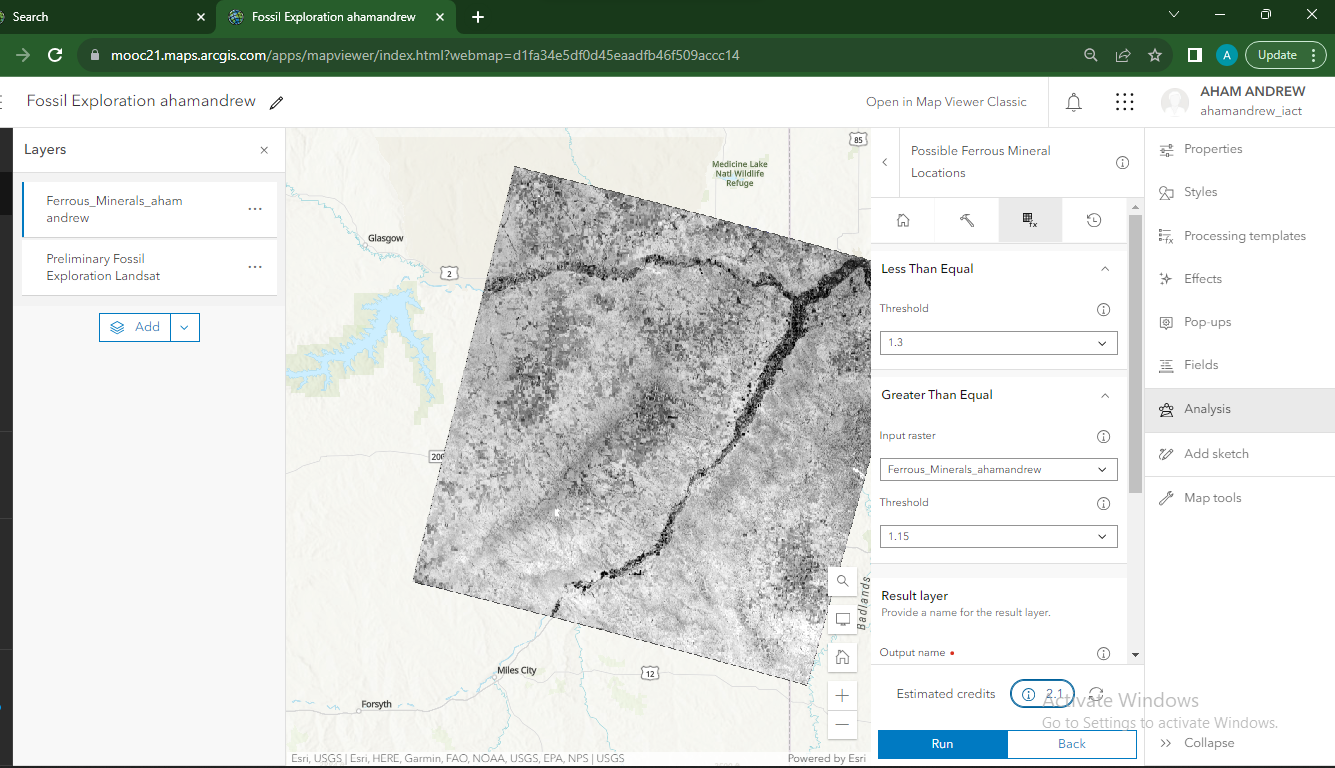 Search
Fossil Exploration ahamandrew
mooc21.maps.arcgis.com/apps/mapviewer/index.html?webmap=d1fa34e5df0d45eaadfb46f509accc14
A
Update
Fossil Exploration ahamandrew
Open in Map Viewer Classic
AHAM ANDREW
ahamandrew_iact
Layers
Ferrous_Minerals_aham
andrew
Preliminary Fossil
Exploration Landsat
Add
85
Medicine Lake
Natl Wildlife
Refuge
Glasgow
2
200
Badlands
Miles City
12
Forsyth
Esri, USGS | Esri, HERE, Garmin, FAO, NOAA, USGS, EPA, NPS | USGS
Powered by Esri
Possible Ferrous Mineral
Locations
Less Than Equal
Threshold
1.3
Greater Than Equal
Input raster
Ferrous_Minerals_ahamandrew
Threshold
1.15
Result layer
Provide a name for the result layer.
Output name
Estimated credits
2.1
Run
Back
Properties
Styles
Processing templates
Effects
Pop-ups
Fields
Analysis
Add sketch
Map tools
Activate Windows
Go to Settings to activate Windows.
Collapse